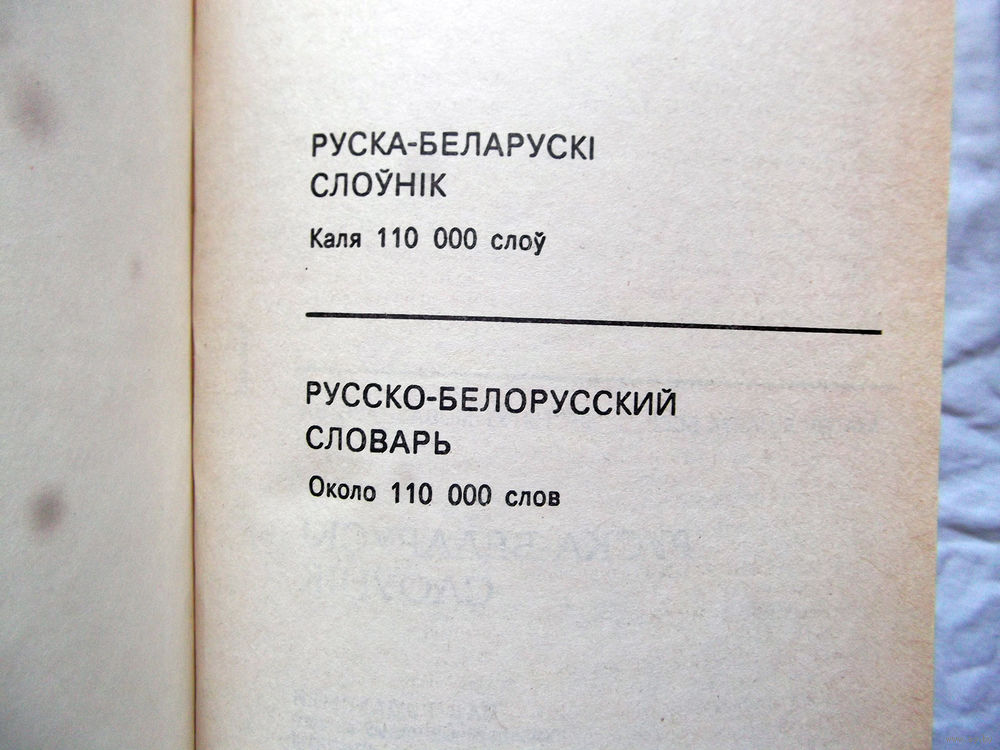 РУСКА-БЕЛАРУСКІ
СЛОЎНІК
Каля 110 000 слоў
РУССКО-БЕЛОРУССКИЙ
СЛОВАРЬ
Около 110 000 слов